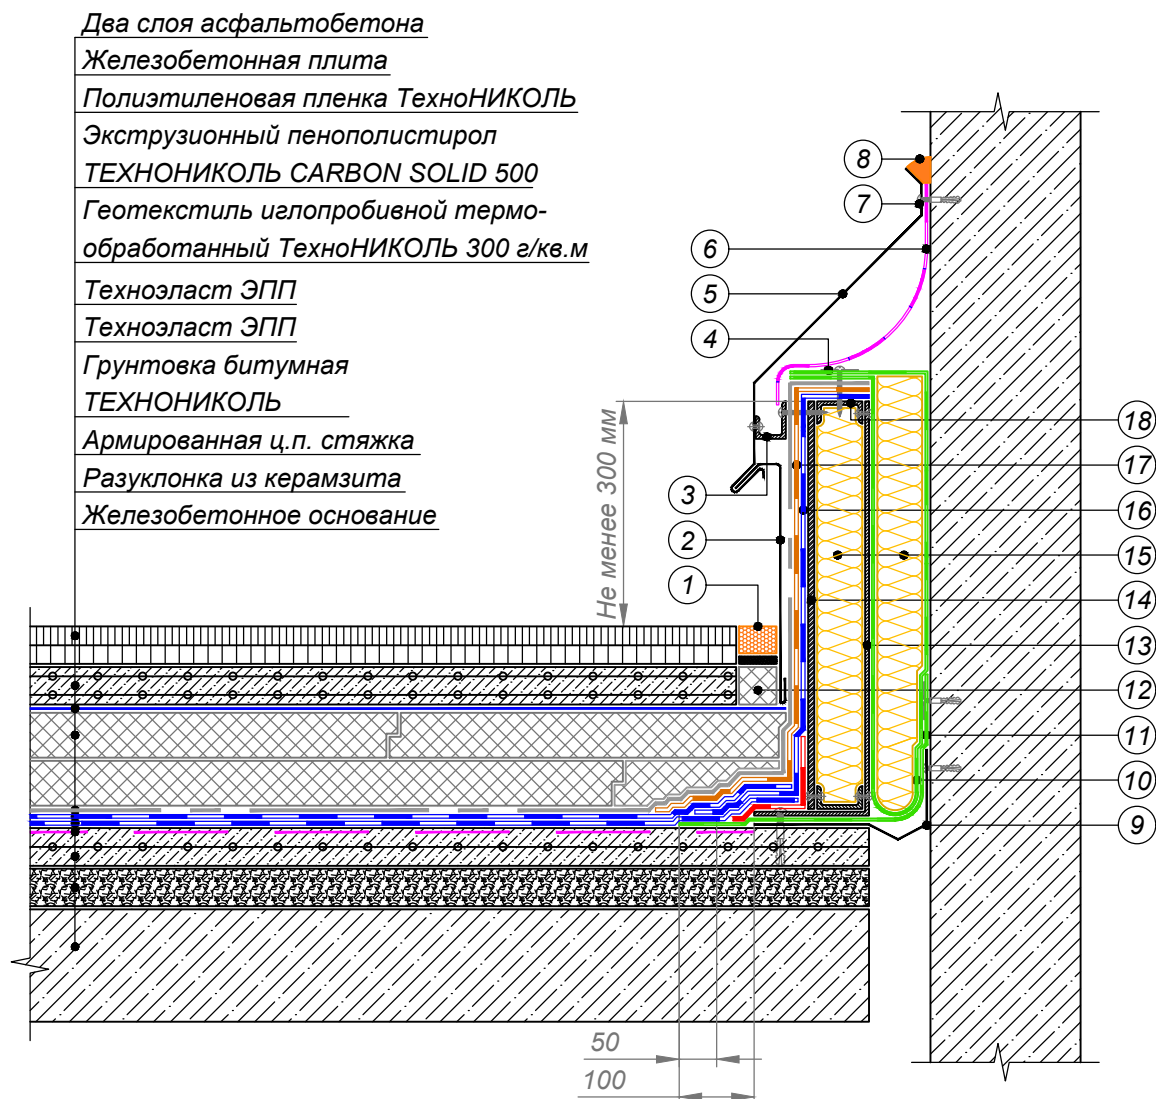 Два слоя асфальтобетона
Железобетонная плита
Полиэтиленовая пленка ТехноНИКОЛЬ
Экструзионный пенополистирол
ТЕХНОНИКОЛЬ CARBON SOLID 500
Геотекстиль иглопробивной термо-
обработанный ТехноНИКОЛЬ 300 г/кв.м
Техноэласт ЭПП
Техноэласт ЭПП
Грунтовка битумная
ТЕХНОНИКОЛЬ
Армированная ц.п. стяжка
Разуклонка из керамзита
Железобетонное основание
8
7
6
5
4
3
2
1
Не менее 300 мм
18
17
16
15
14
13
12
11
10
9
50
100